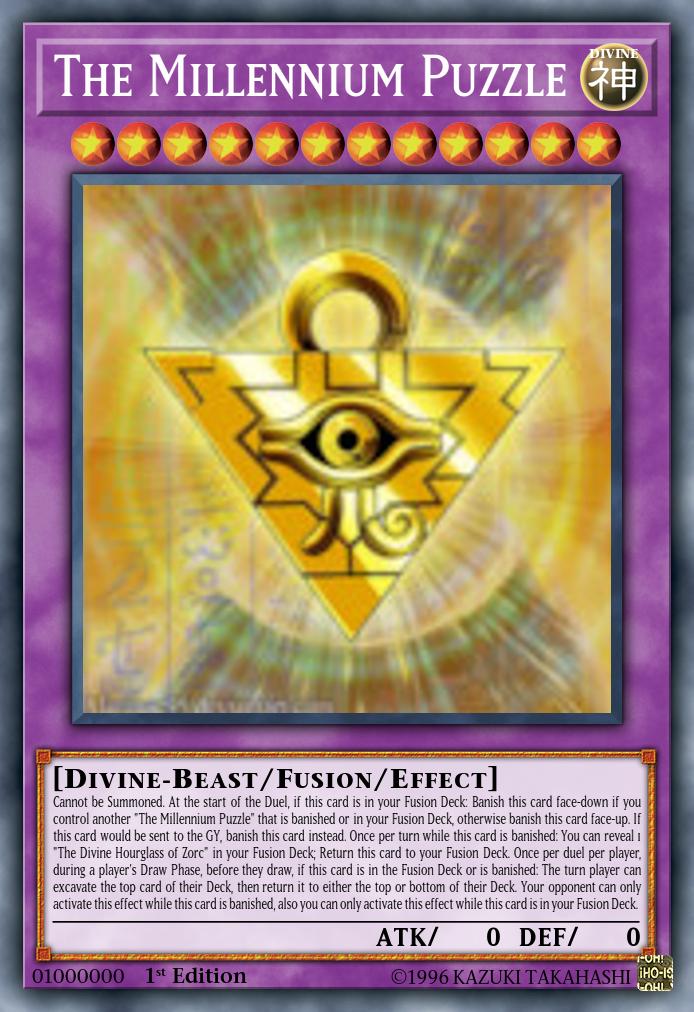 THE MILLENNIUM PUZZLE
DIVINE
神
[DIVINE-BEAST/FUSION/EFFECT]
Cannot be Summoned. At the start of the Duel, if this card is in your Fusion Deck: Banish this card face-down if you
control another "The Millennium Puzzle" that is banished or in your Fusion Deck, otherwise banish this card face-up. If
this card would be sent to the GY, banish this card instead. Once per turn while this card is banished: You can reveal 1
"The Divine Hourglass of Zorc" in your Fusion Deck; Return this card to your Fusion Deck. Once per duel per player,
during a player's Draw Phase, before they draw, if this card is in the Fusion Deck or is banished: The turn player can
excavate the top card of their Deck, then return it to either the top or bottom of their Deck. Your opponent can only
activate this effect while this card is banished, also you can only activate this effect while this card is in your Fusion Deck.
ATK/ 0 DEF/ 0
01000000 1st Edition ©1996 KAZUKI TAKAHASHI